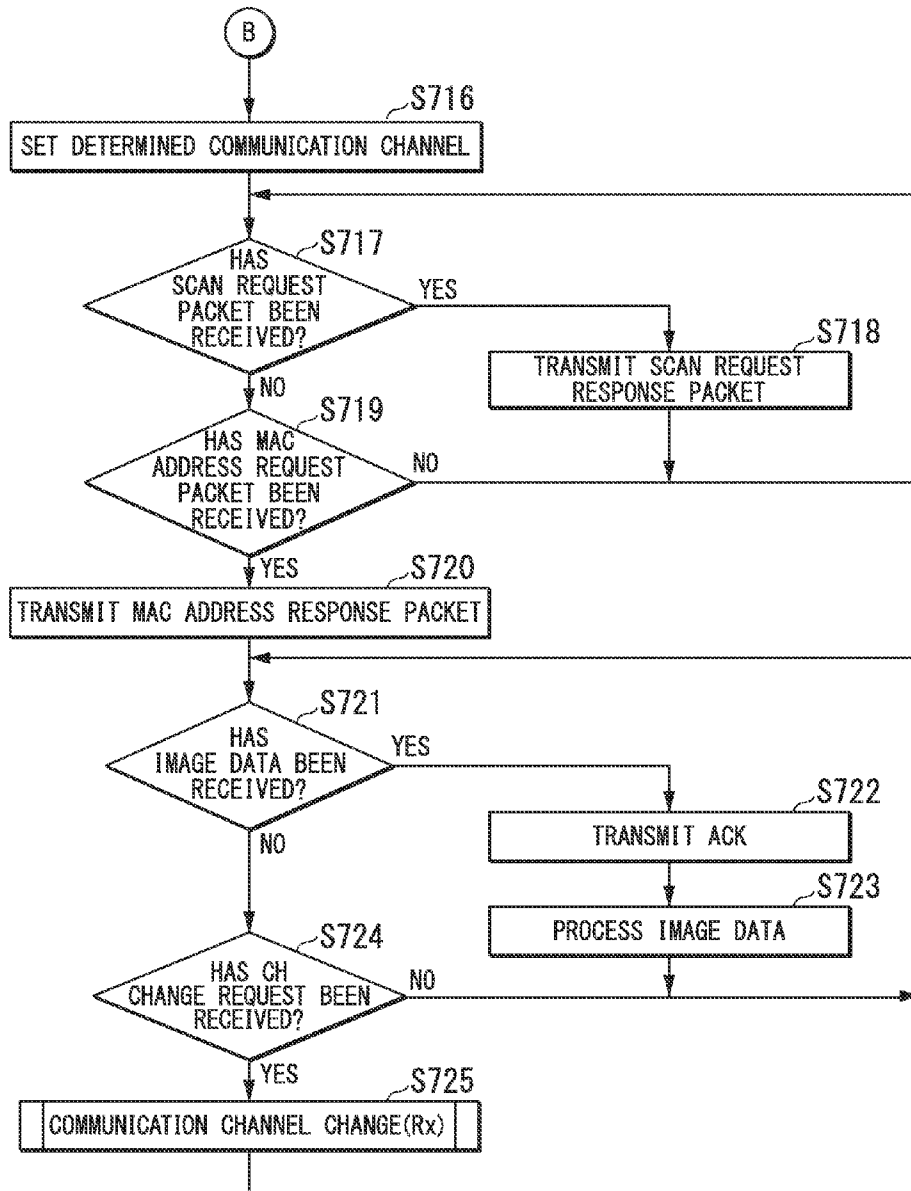 B
S716
SET DETERMINED COMMUNICATION CHANNEL
S717
HAS
SCAN REQUEST
PACKET BEEN
RECEIVED?
YES
NO
S718
TRANSMIT SCAN REQUEST
RESPONSE PACKET
S719
HAS MAC
ADDRESS REQUEST
PACKET BEEN
RECEIVED?
NO
YES
S720
TRANSMIT MAC ADDRESS RESPONSE PACKET
S721
HAS
IMAGE DATA BEEN
RECEIVED?
YES
NO
S722
TRANSMIT ACK
S723
PROCESS IMAGE DATA
S724
HAS CH
CHANGE REQUEST BEEN
RECEIVED?
NO
YES
S725
COMMUNICATION CHANNEL CHANGE(Rx)